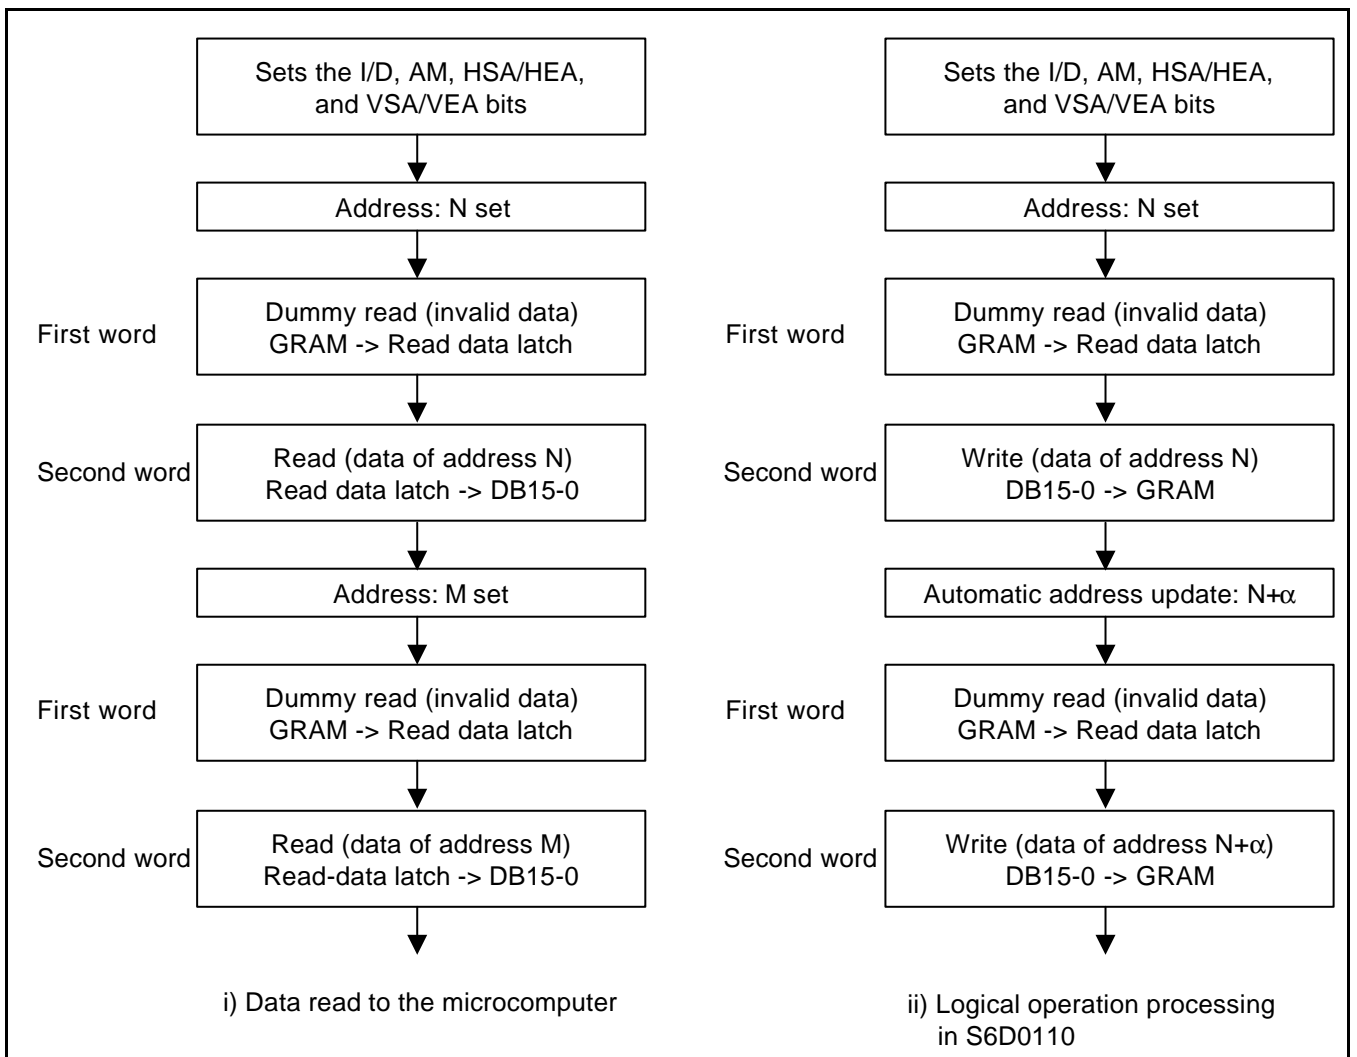 Sets the I/D, AM, HSA/HEA,
and VSA/VEA bits
Address: N set
First word
Dummy read (invalid data)
GRAM -> Read data latch
Second word
Read (data of address N)
Read data latch -> DB15-0
Address: M set
First word
Dummy read (invalid data)
GRAM -> Read data latch
Second word
Read (data of address M)
Read-data latch -> DB15-0
i) Data read to the microcomputer
Sets the I/D, AM, HSA/HEA,
and VSA/VEA bits
Address: N set
First word
Dummy read (invalid data)
GRAM -> Read data latch
Second word
Write (data of address N)
DB15-0 -> GRAM
Automatic address update: N+α
First word
Dummy read (invalid data)
GRAM -> Read data latch
Second word
Write (data of address N+α)
DB15-0 -> GRAM
ii) Logical operation processing
in S6D0110